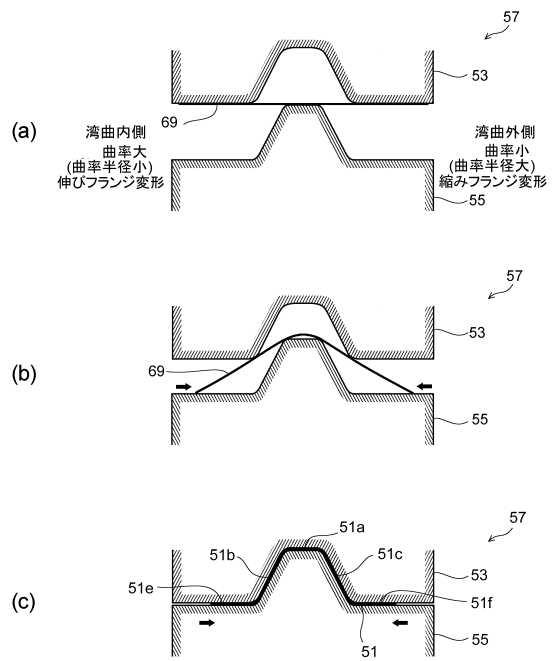 57
53
69
(a)
湾曲内側
曲率大
(曲率半径小)
伸びフランジ変形
湾曲外側
曲率小
(曲率半径大)
縮みフランジ変形
55
57
53
(b)
69
55
57
51a
51b
51c
53
51e
51f
(c)
51
55